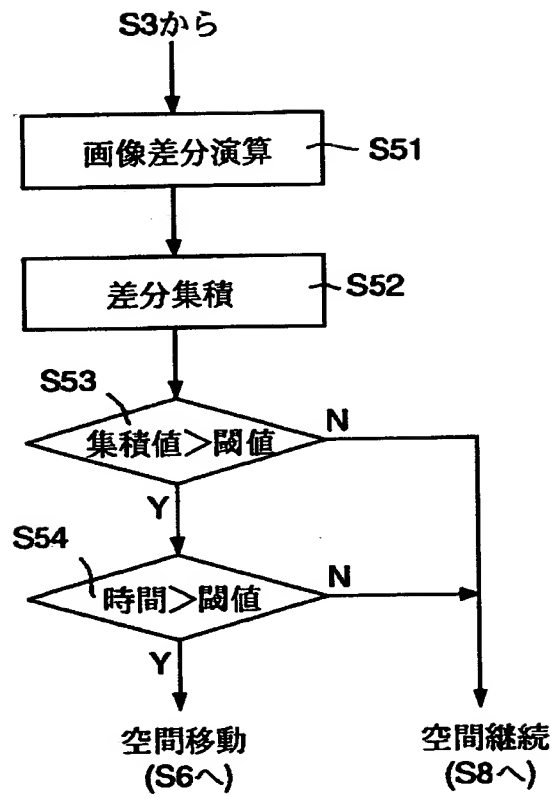 S3から
画像差分演算
S51
差分集積
S52
S53
集積値>閾値
N
Y
S54
時間>閾値
N
Y
空間移動
(S6へ)
空間継続
(S8へ)